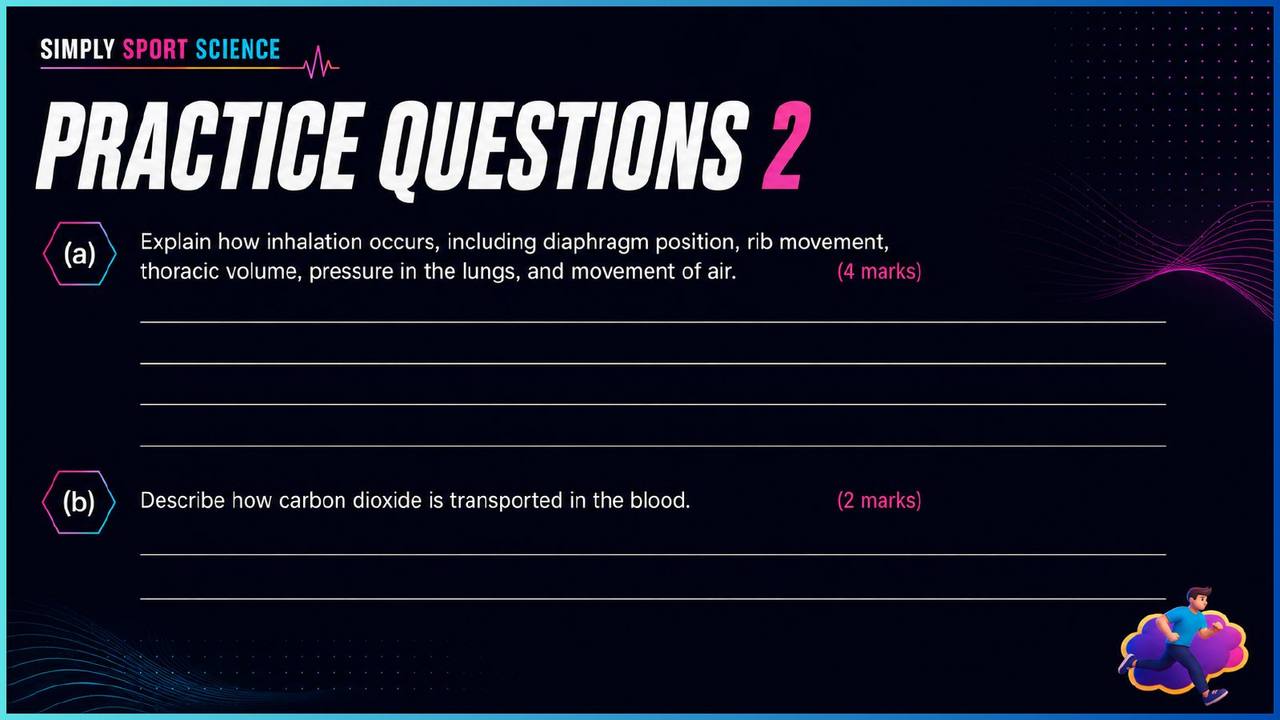 SIMPLY SPORT SCIENCE
PRACTICE QUESTIONS 2
(a) Explain how inhalation occurs, including diaphragm position, rib movement,
thoracic volume, pressure in the lungs, and movement of air. (4 marks)
(b) Describe how carbon dioxide is transported in the blood. (2 marks)